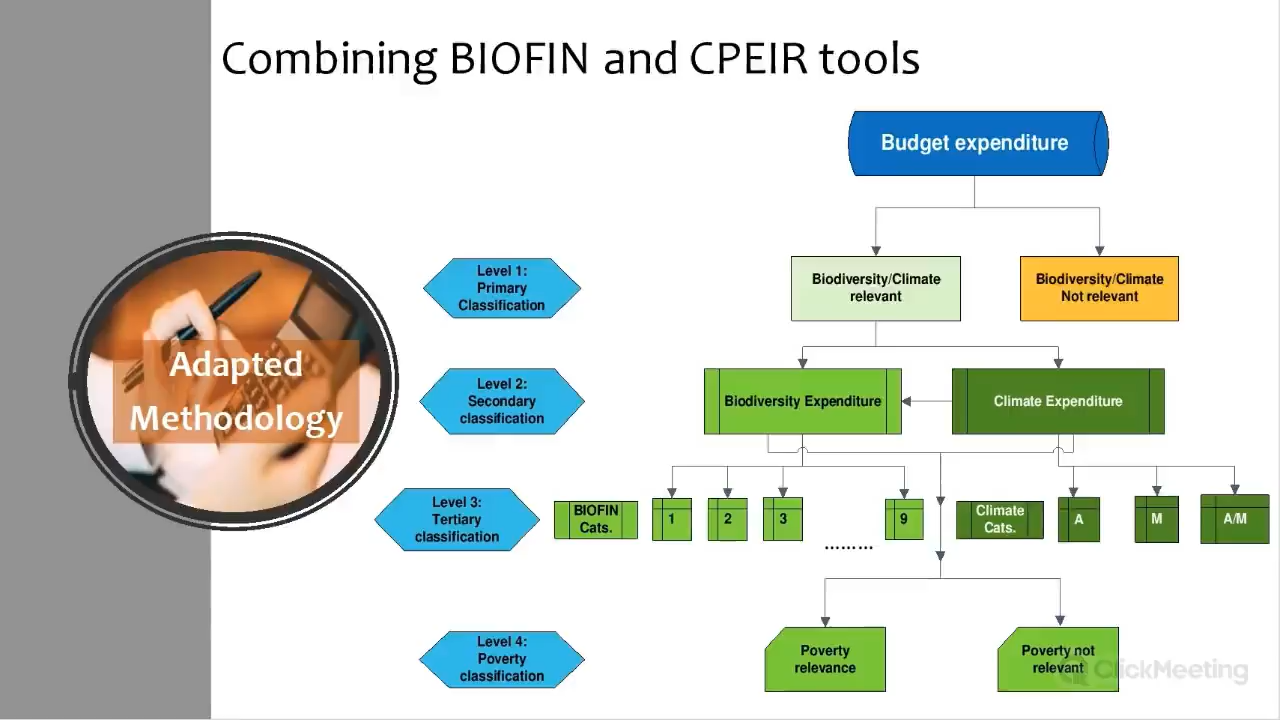 Combining BIOFIN and CPEIR tools
Budget expenditure
Adapted
Methodology
Level 1:
Primary
Classification
Biodiversity/Climate
relevant
Biodiversity/Climate
Not relevant
Level 2:
Secondary
classification
Biodiversity Expenditure
Climate Expenditure
Level 3:
Tertiary
classification
BIOFIN
Cats.
1
2
3
.........
9
Climate
Cats.
A
M
A/M
Level 4:
Poverty
classification
Poverty
relevance
Poverty not
relevant
ClickMeeting